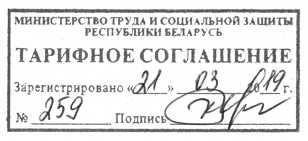 МИНИСТЕРСТВО ТРУДА И СОЦИАЛЬНОЙ ЗАЩИТЫ
РЕСПУБЛИКИ БЕЛАРУСЬ
ТАРИФНОЕ СОГЛАШЕНИЕ
Зарегистрировано «21» 03 2019 г.
№ 259 Подпись